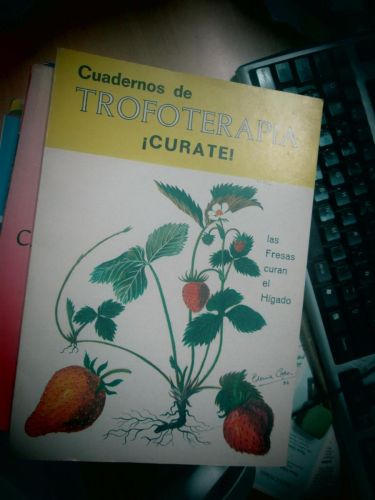 Cuadernos de
TROFOTERAPIA
¡CURATE!
las
Fresas
curan
el
Hígado